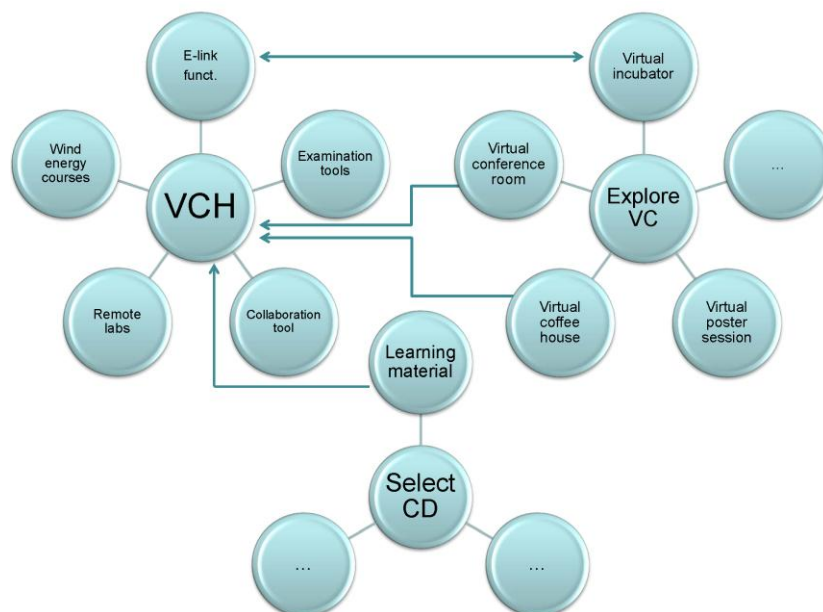 E-link
funct.
Virtual
incubator
Wind
energy
courses
Examination
tools
Virtual
conference
room
...
VCH
Explore
VC
Remote
labs
Collaboration
tool
Virtual
coffee
house
Virtual
poster
session
Learning
material
Select
CD
...
...